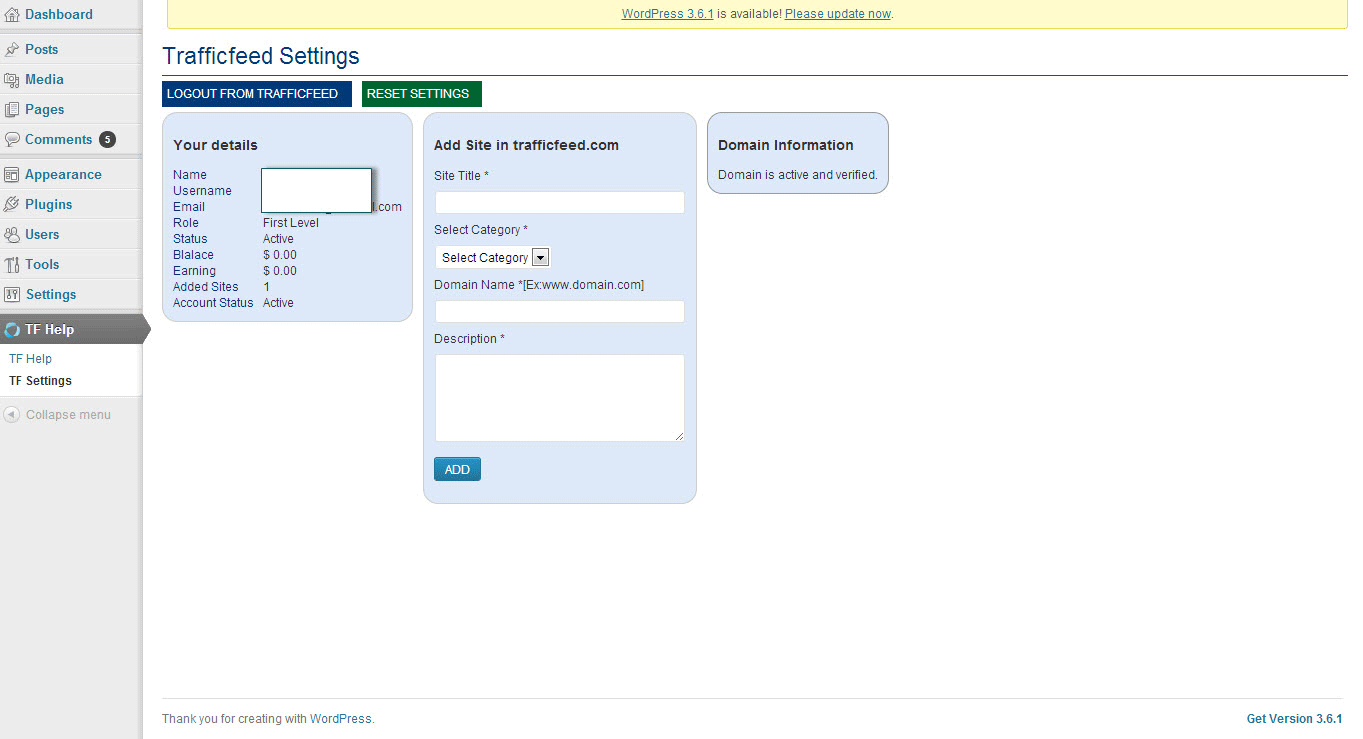 Dashboard
Posts
Media
Pages
Comments 5
Appearance
Plugins
Users
Tools
Settings
TF Help
TF Help
TF Settings
Collapse menu
WordPress 3.6.1 is available! Please update now.
Trafficfeed Settings
LOGOUT FROM TRAFFICFEED RESET SETTINGS
Your details
Name
Username
Email l.com
Role First Level
Status Active
Blalace $ 0.00
Earning $ 0.00
Added Sites 1
Account Status Active
Add Site in trafficfeed.com
Site Title *
Select Category *
Select Category
Domain Name *[Ex:www.domain.com]
Description *
ADD
Domain Information
Domain is active and verified.
Thank you for creating with WordPress.
Get Version 3.6.1